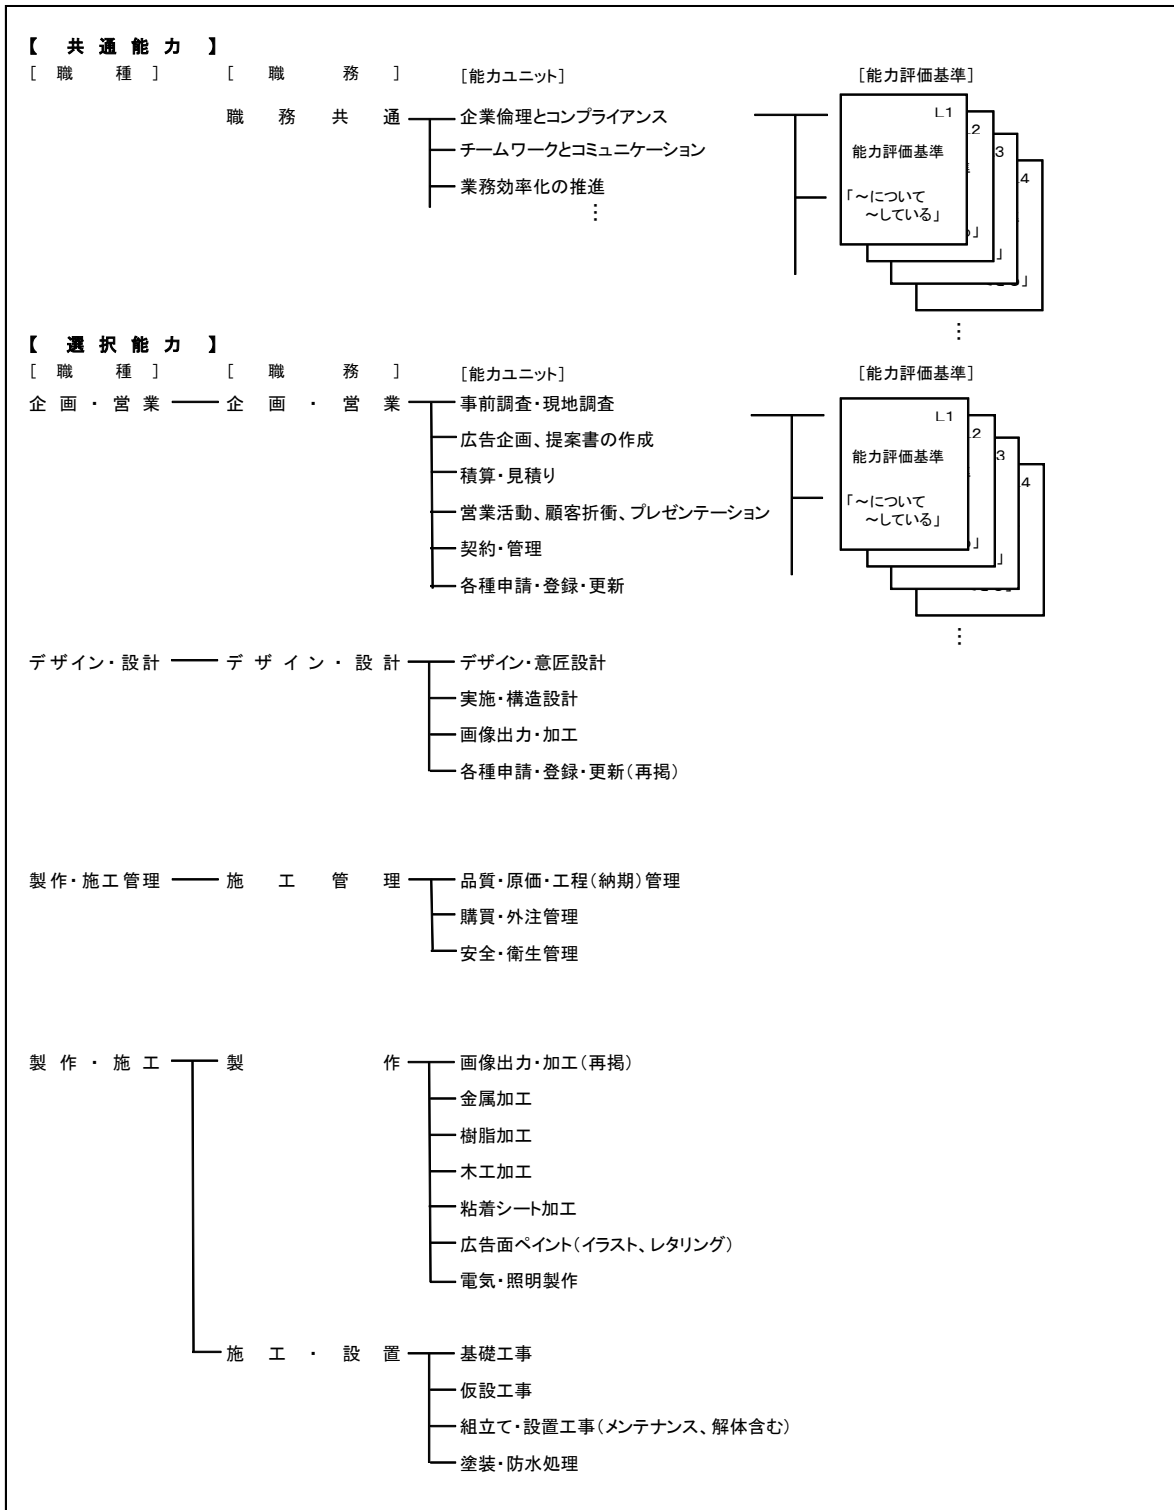 【 共通能力 】
[ 職 種 ] [ 職 務 ] [能力ユニット] [能力評価基準]
職務共通 企業倫理とコンプライアンス
チームワークとコミュニケーション
業務効率化の推進
⋮
L1
能力評価基準
「～について
～している」
2
3
4
⋮
【 選択能力 】
[ 職 種 ] [ 職 務 ] [能力ユニット] [能力評価基準]
企画・営業 企画・営業 事前調査・現地調査
広告企画、提案書の作成
積算・見積り
営業活動、顧客折衝、プレゼンテーション
契約・管理
各種申請・登録・更新
L1
能力評価基準
「～について
～している」
2
3
4
⋮
デザイン・設計 デザイン・設計 デザイン・意匠設計
実施・構造設計
画像出力・加工
各種申請・登録・更新(再掲)
製作・施工管理 施工管理 品質・原価・工程(納期)管理
購買・外注管理
安全・衛生管理
製作・施工 製作 画像出力・加工(再掲)
金属加工
樹脂加工
木工加工
粘着シート加工
広告面ペイント(イラスト、レタリング)
電気・照明製作
施工・設置 基礎工事
仮設工事
組立て・設置工事(メンテナンス、解体含む)
塗装・防水処理